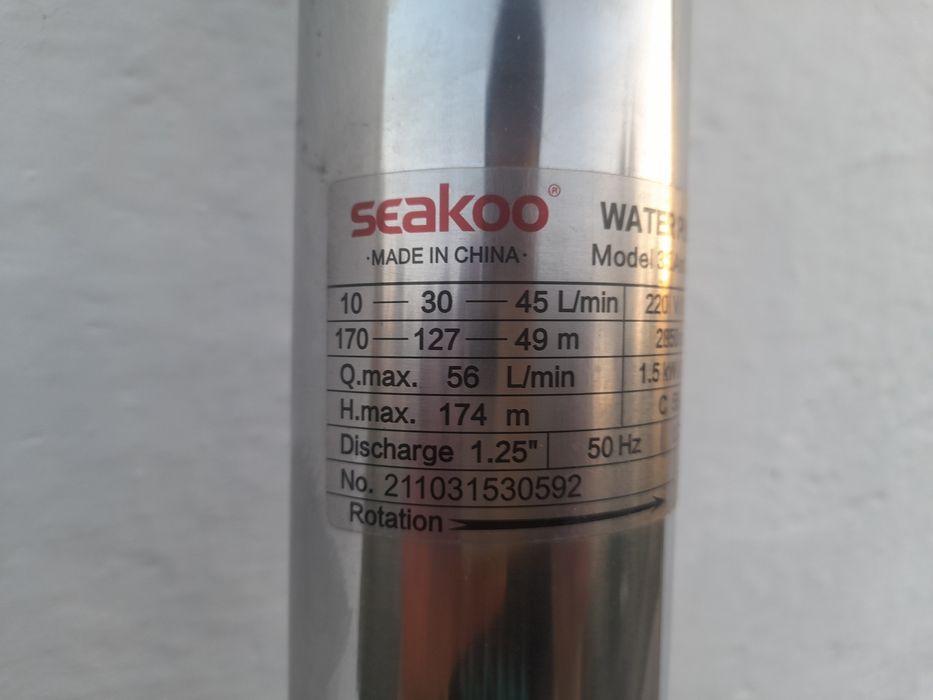 seakoo®
WATER
·MADE IN CHINA·
Model
10 — 30 — 45 L/min 220 V
170 — 127 — 49 m
Q.max. 56 L/min 1.5 kW
H.max. 174 m C
Discharge 1.25" 50 Hz
No. 211031530592
Rotation